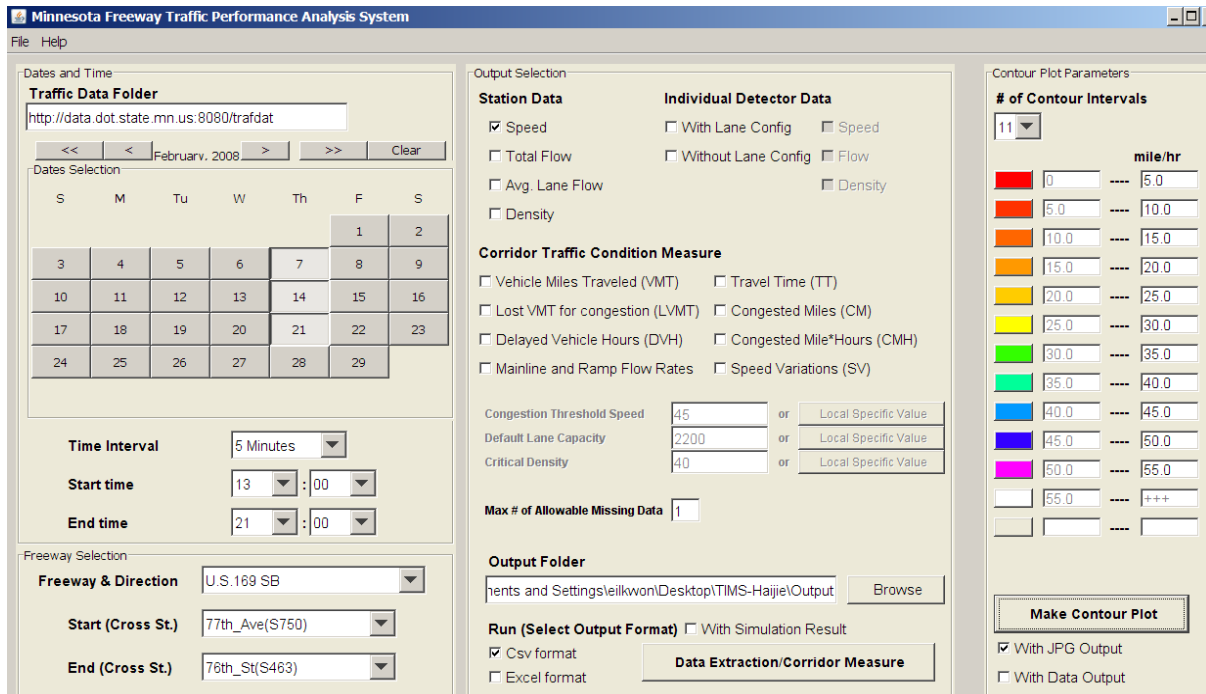 Minnesota Freeway Traffic Performance Analysis System
File Help
Dates and Time
Traffic Data Folder
http://data.dot.state.mn.us:8080/trafdat
<< < February, 2008 > >> Clear
Dates Selection
S M Tu W Th F S
1 2
3 4 5 6 7 8 9
10 11 12 13 14 15 16
17 18 19 20 21 22 23
24 25 26 27 28 29
Time Interval 5 Minutes
Start time 13 : 00
End time 21 : 00
Freeway Selection
Freeway & Direction U.S.169 SB
Start (Cross St.) 77th_Ave(S750)
End (Cross St.) 76th_St(S463)
Output Selection
Station Data Individual Detector Data
Speed With Lane Config Speed
Total Flow Without Lane Config Flow
Avg. Lane Flow Density
Density
Corridor Traffic Condition Measure
Vehicle Miles Traveled (VMT) Travel Time (TT)
Lost VMT for congestion (LVMT) Congested Miles (CM)
Delayed Vehicle Hours (DVH) Congested Mile*Hours (CMH)
Mainline and Ramp Flow Rates Speed Variations (SV)
Congestion Threshold Speed 45 or Local Specific Value
Default Lane Capacity 2200 or Local Specific Value
Critical Density 40 or Local Specific Value
Max # of Allowable Missing Data 1
Output Folder
nents and Settings\eilkwon\Desktop\TIMS-Haijie\Output Browse
Run (Select Output Format) With Simulation Result
Csv format Data Extraction/Corridor Measure
Excel format
Contour Plot Parameters
# of Contour Intervals
11
mile/hr
0 ---- 5.0
5.0 ---- 10.0
10.0 ---- 15.0
15.0 ---- 20.0
20.0 ---- 25.0
25.0 ---- 30.0
30.0 ---- 35.0
35.0 ---- 40.0
40.0 ---- 45.0
45.0 ---- 50.0
50.0 ---- 55.0
55.0 ---- +++
----
Make Contour Plot
With JPG Output
With Data Output